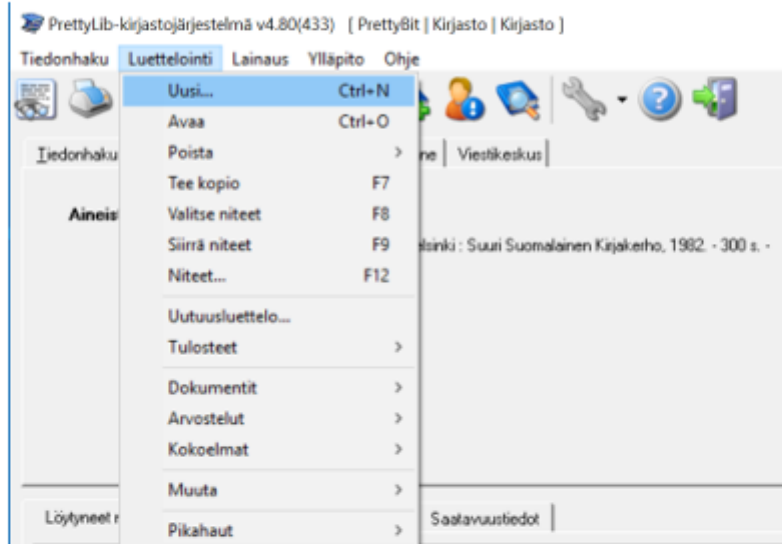 PrettyLib-kirjastojärjestelmä v4.80(433) [ PrettyBit | Kirjasto | Kirjasto ]
Tiedonhaku Luettelointi Lainaus Ylläpito Ohje
Uusi... Ctrl+N
Avaa Ctrl+O
Tiedonhaku Poista > ne Viestikeskus
Tee kopio F7
Aineis Valitse niteet F8
Siirrä niteet F9 elsinki : Suuri Suomalainen Kirjakerho, 1982. - 300 s. -
Niteet... F12
Uutuusluettelo...
Tulosteet >
Dokumentit >
Arvostelut >
Kokoelmat >
Muuta >
Löytyneet Saatavuustiedot
Pikahaut >